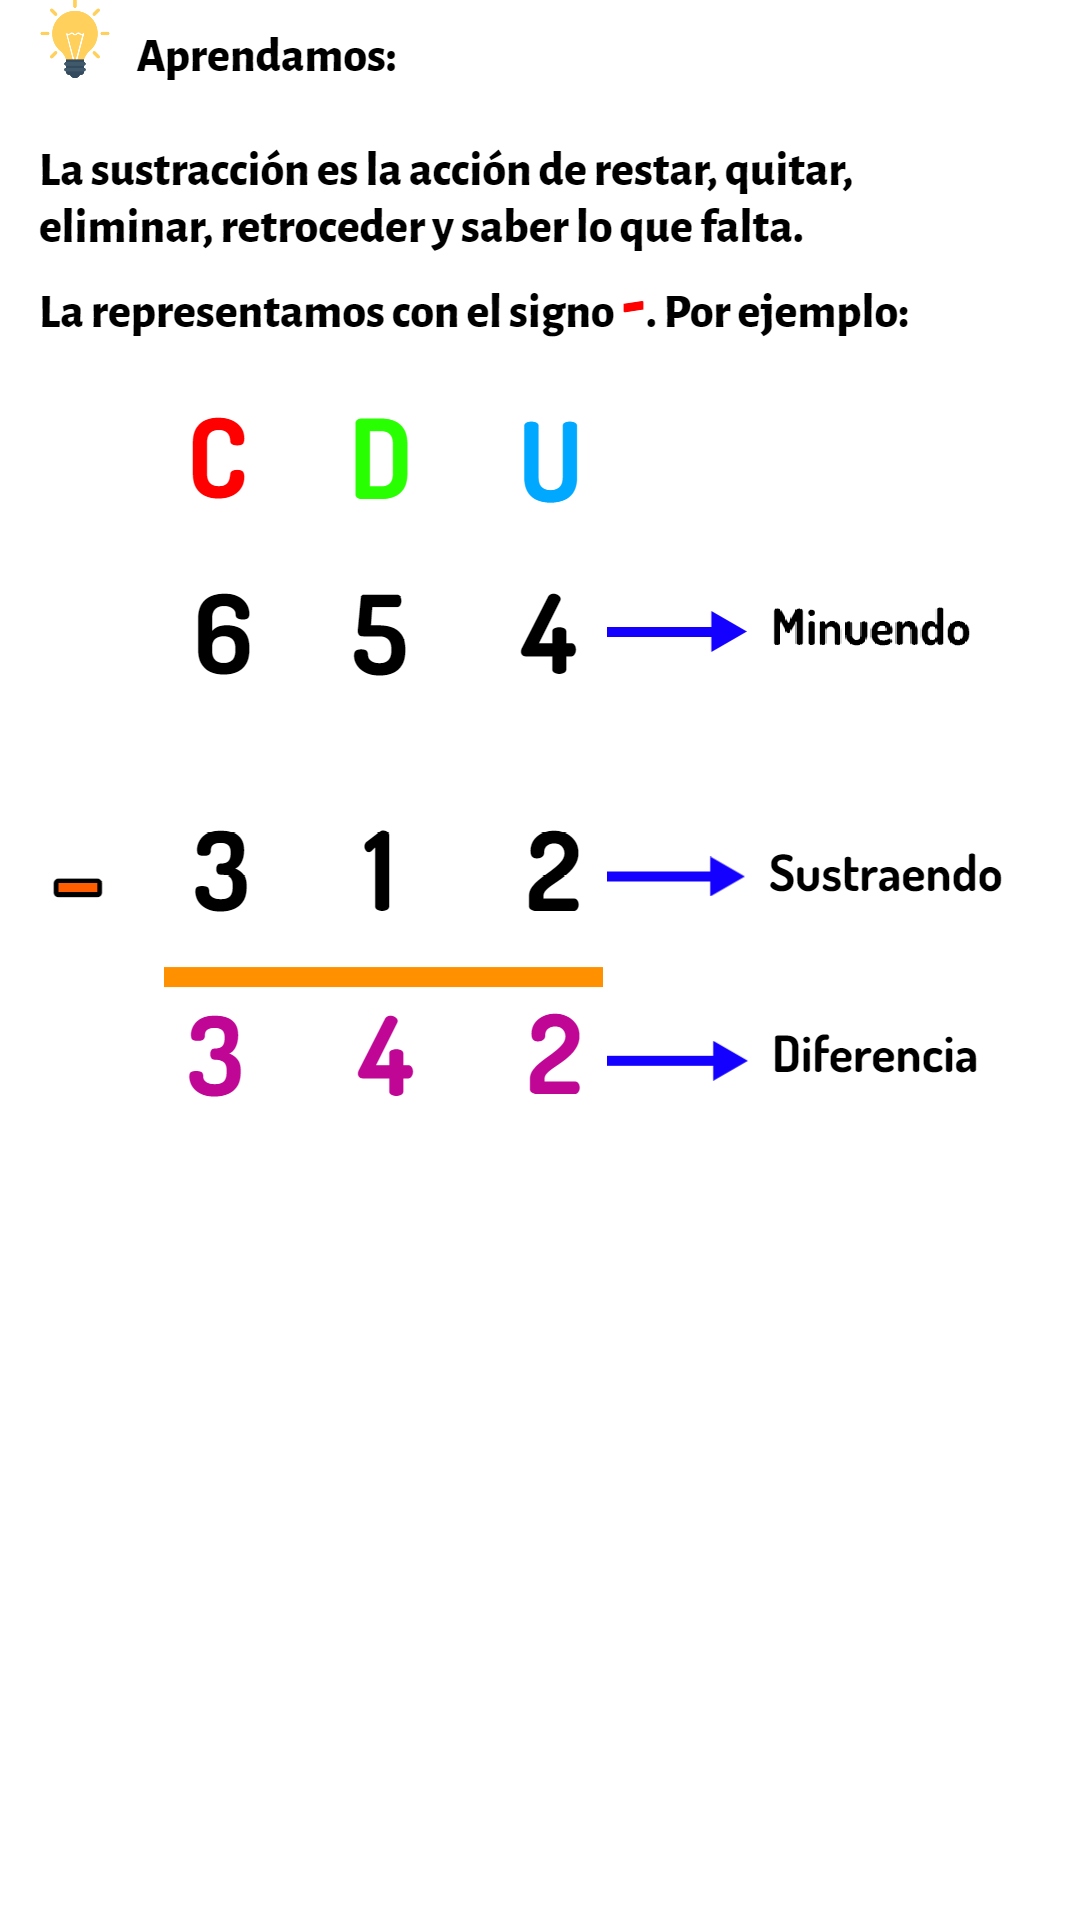 Aprendamos:
La sustracción es la acción de restar, quitar,
eliminar, retroceder y saber lo que falta.
La representamos con el signo -. Por ejemplo:
C D U
6 5 4 Minuendo
- 3 1 2 Sustraendo
3 4 2 Diferencia